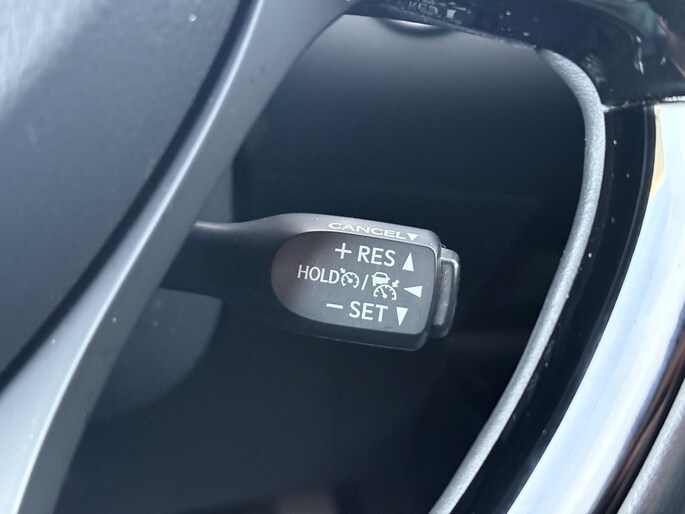 CANCEL▼
+ RES ▲
HOLD / ◄
− SET ▼